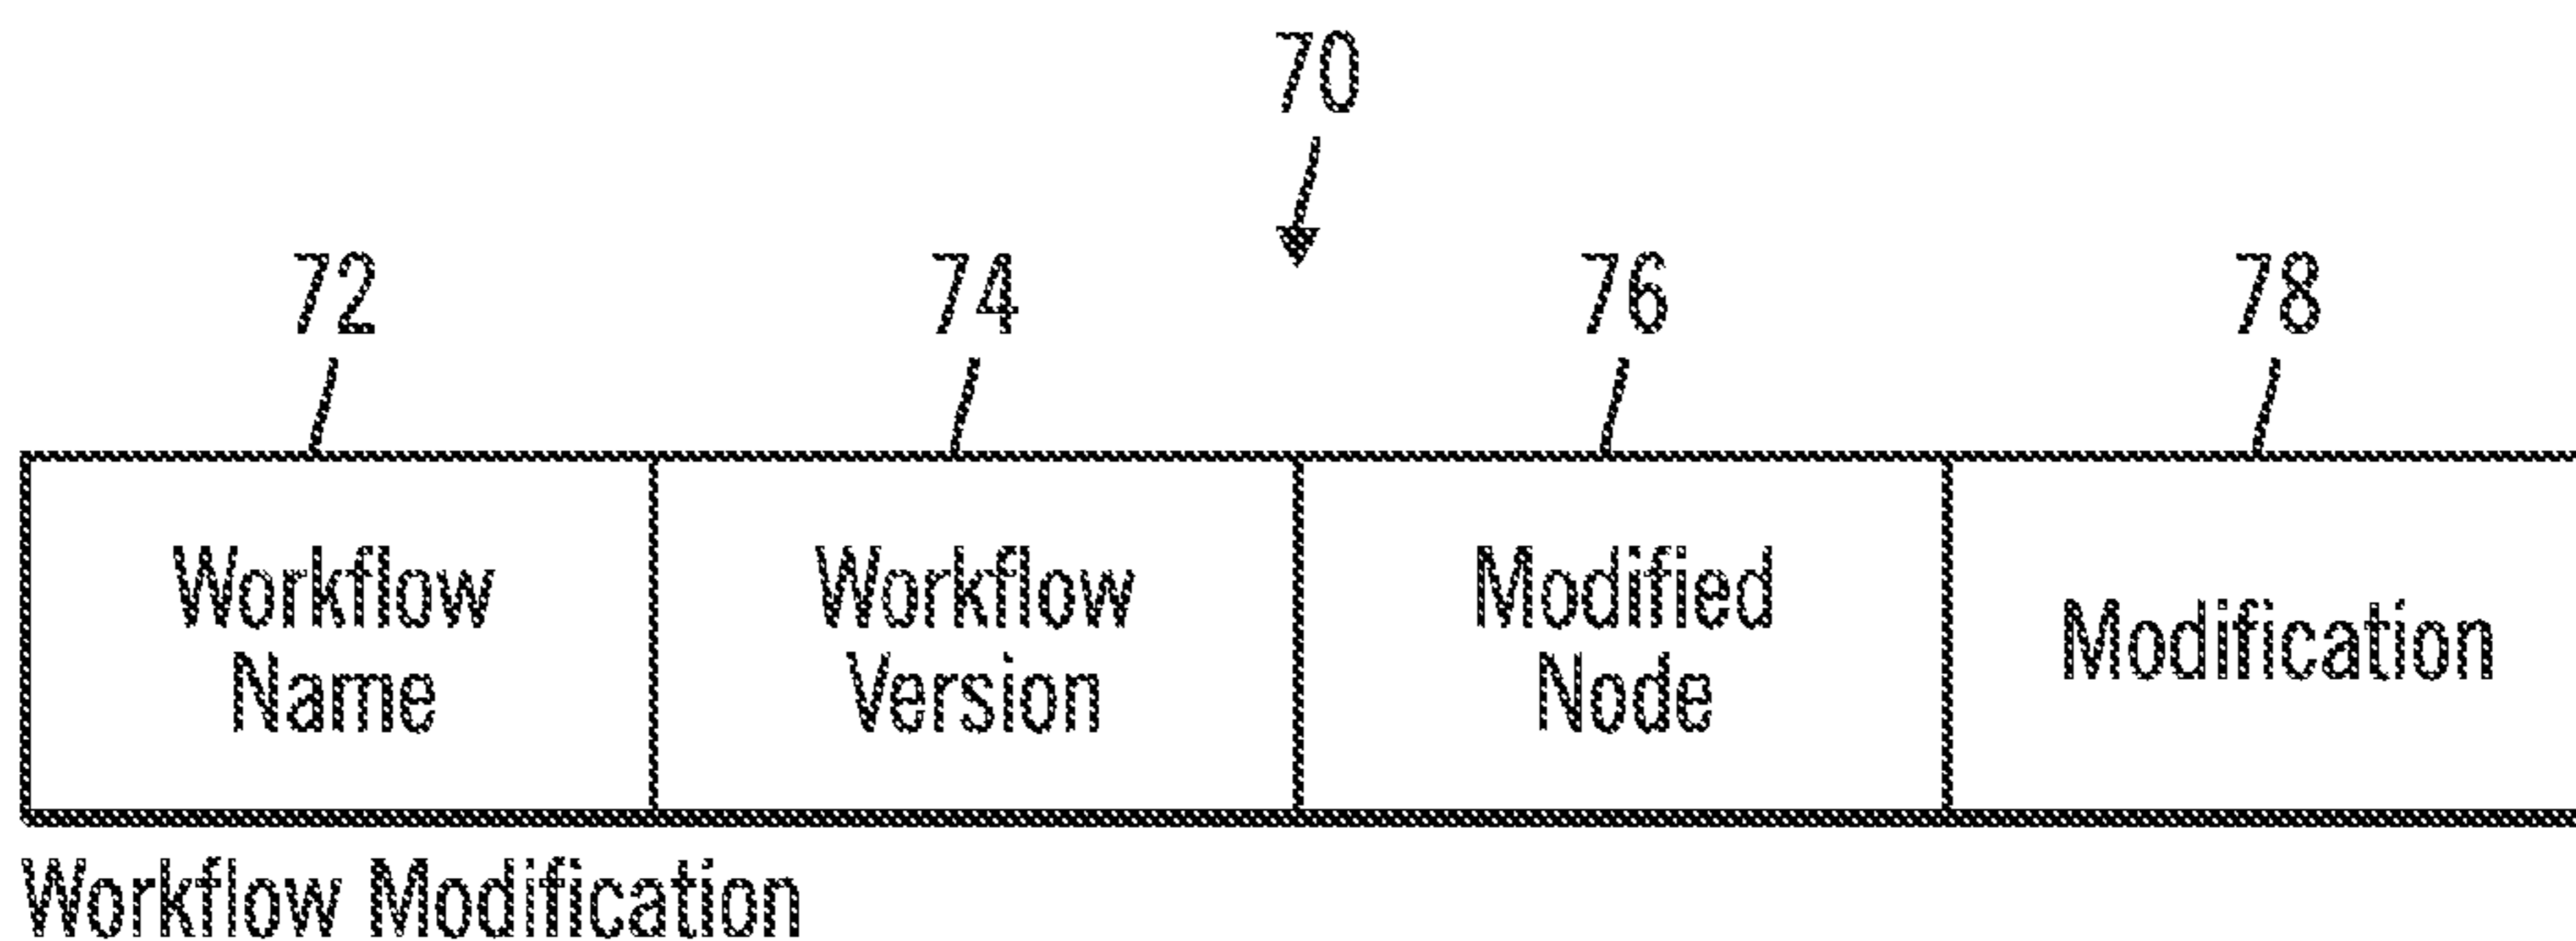 70
72
74
76
78
Workflow
Name
Workflow
Version
Modified
Node
Modification
Workflow Modification